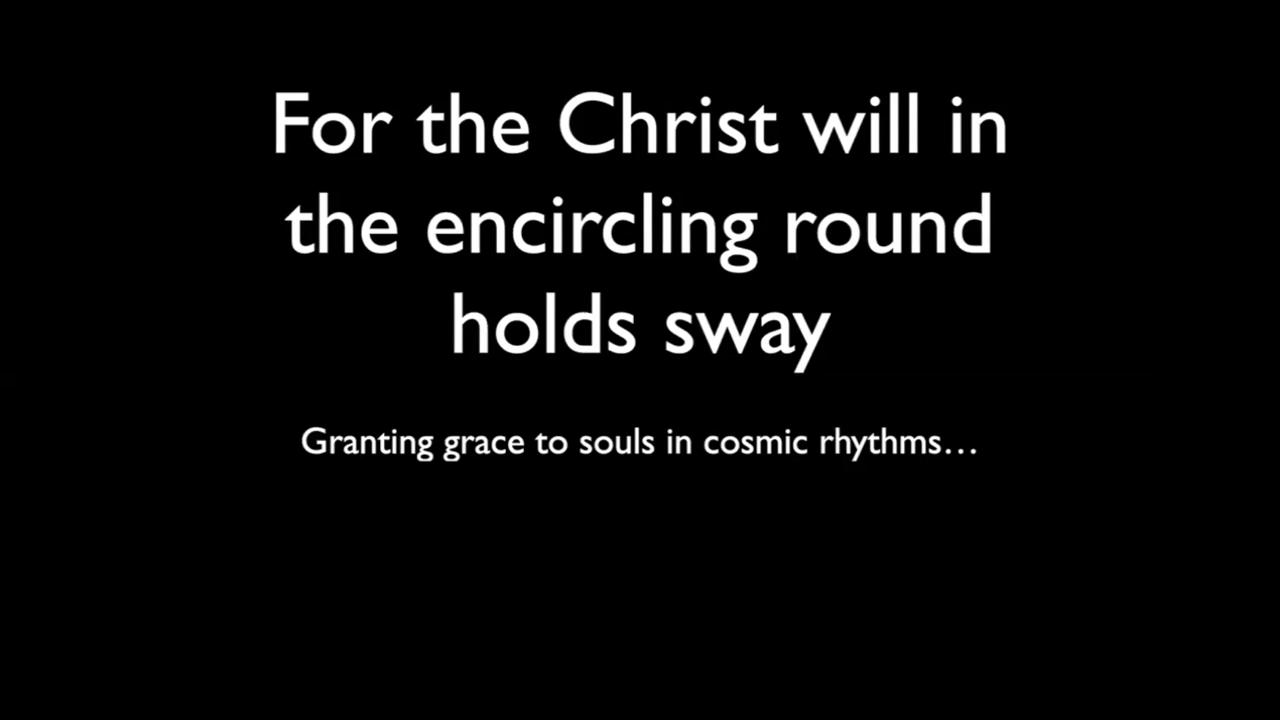 For the Christ will in
the encircling round
holds sway
Granting grace to souls in cosmic rhythms…